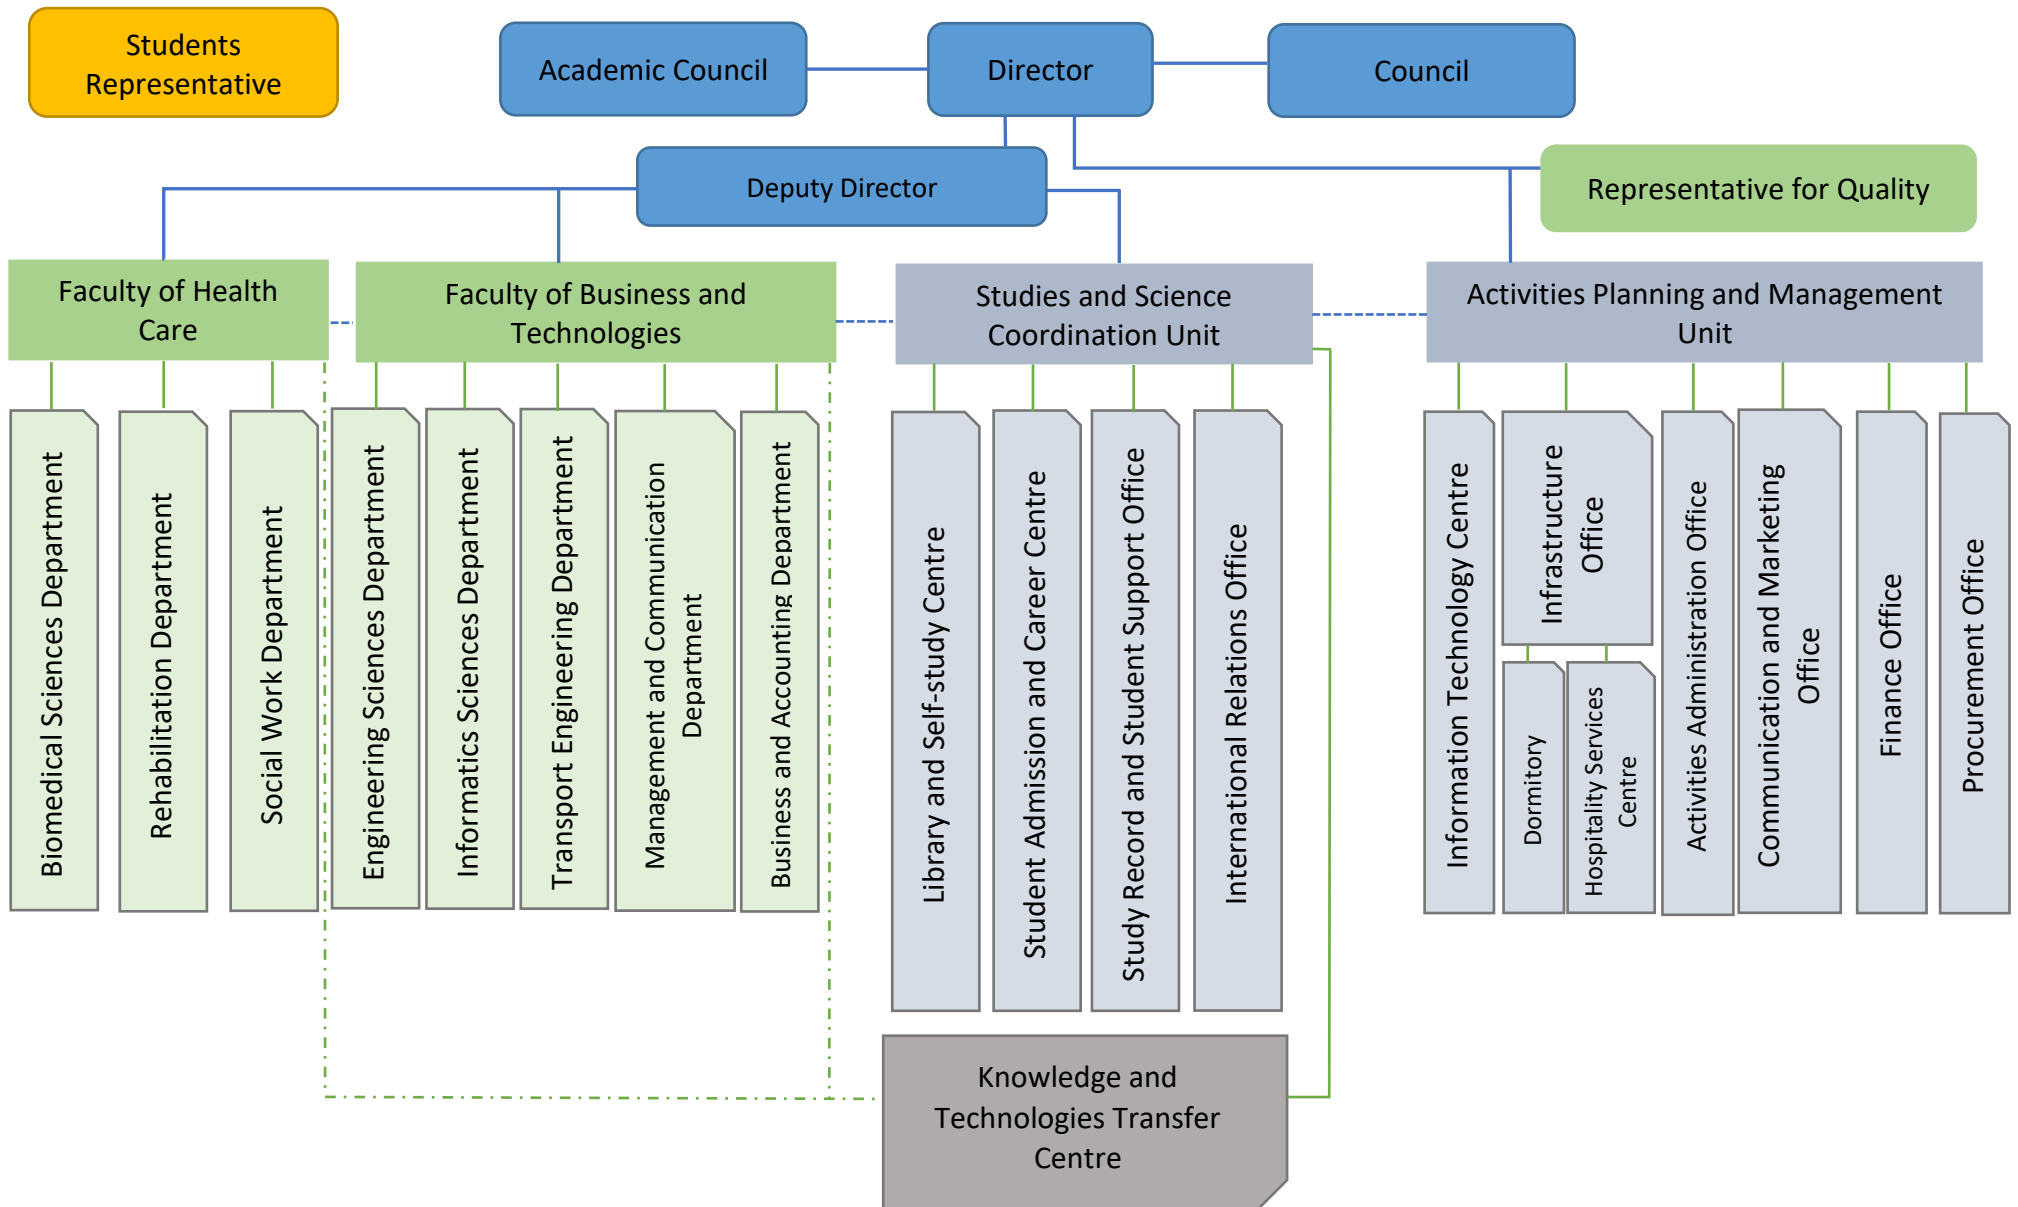 Students
Representative
Academic Council
Director
Council
Deputy Director
Representative for Quality
Faculty of Health
Care
Faculty of Business and
Technologies
Studies and Science
Coordination Unit
Activities Planning and Management
Unit
Biomedical Sciences Department
Rehabilitation Department
Social Work Department
Engineering Sciences Department
Informatics Sciences Department
Transport Engineering Department
Management and Communication
Department
Business and Accounting Department
Library and Self-study Centre
Student Admission and Career Centre
Study Record and Student Support Office
International Relations Office
Information Technology Centre
Infrastructure
Office
Dormitory
Hospitality Services
Centre
Activities Administration Office
Communication and Marketing
Office
Finance Office
Procurement Office
Knowledge and
Technologies Transfer
Centre